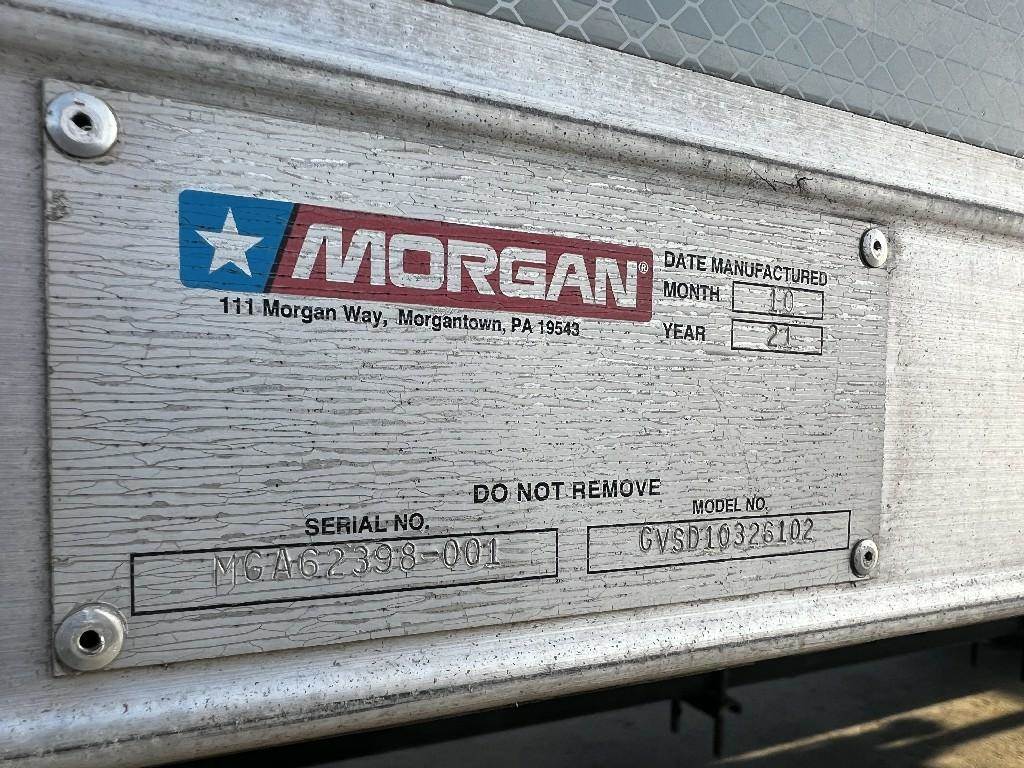 MORGAN®
111 Morgan Way, Morgantown, PA 19543
DATE MANUFACTURED
MONTH 10
YEAR 21
DO NOT REMOVE
SERIAL NO.
MGA62398-001
MODEL NO.
GVSD10326102